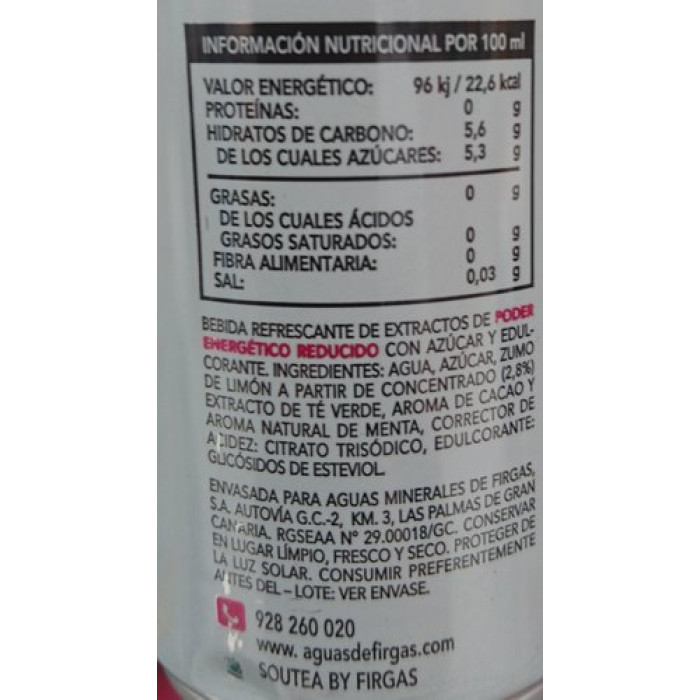 INFORMACIÓN NUTRICIONAL POR 100 ml
VALOR ENERGÉTICO: 96 kj / 22,6 kcal
PROTEÍNAS: 0 g
HIDRATOS DE CARBONO: 5,6 g
DE LOS CUALES AZÚCARES: 5,3 g
GRASAS: 0 g
DE LOS CUALES ÁCIDOS
GRASOS SATURADOS: 0 g
FIBRA ALIMENTARIA: 0 g
SAL: 0,03 g
BEBIDA REFRESCANTE DE EXTRACTOS DE PODER
ENERGÉTICO REDUCIDO CON AZÚCAR Y EDUL-
CORANTE. INGREDIENTES: AGUA, AZÚCAR, ZUMO
DE LIMÓN A PARTIR DE CONCENTRADO (2,8%)
EXTRACTO DE TÉ VERDE, AROMA DE CACAO Y
AROMA NATURAL DE MENTA, CORRECTOR DE
ACIDEZ: CITRATO TRISÓDICO, EDULCORANTE:
GLICÓSIDOS DE ESTEVIOL.
ENVASADA PARA AGUAS MINERALES DE FIRGAS,
S.A. AUTOVÍA G.C.-2, KM. 3, LAS PALMAS DE GRAN
CANARIA. RGSEAA Nº 29.00018/GC. CONSERVAR
EN LUGAR LÍMPIO, FRESCO Y SECO. PROTEGER DE
LA LUZ SOLAR. CONSUMIR PREFERENTEMENTE
ANTES DEL – LOTE: VER ENVASE.
928 260 020
www. aguasdefirgas.com
SOUTEA BY FIRGAS